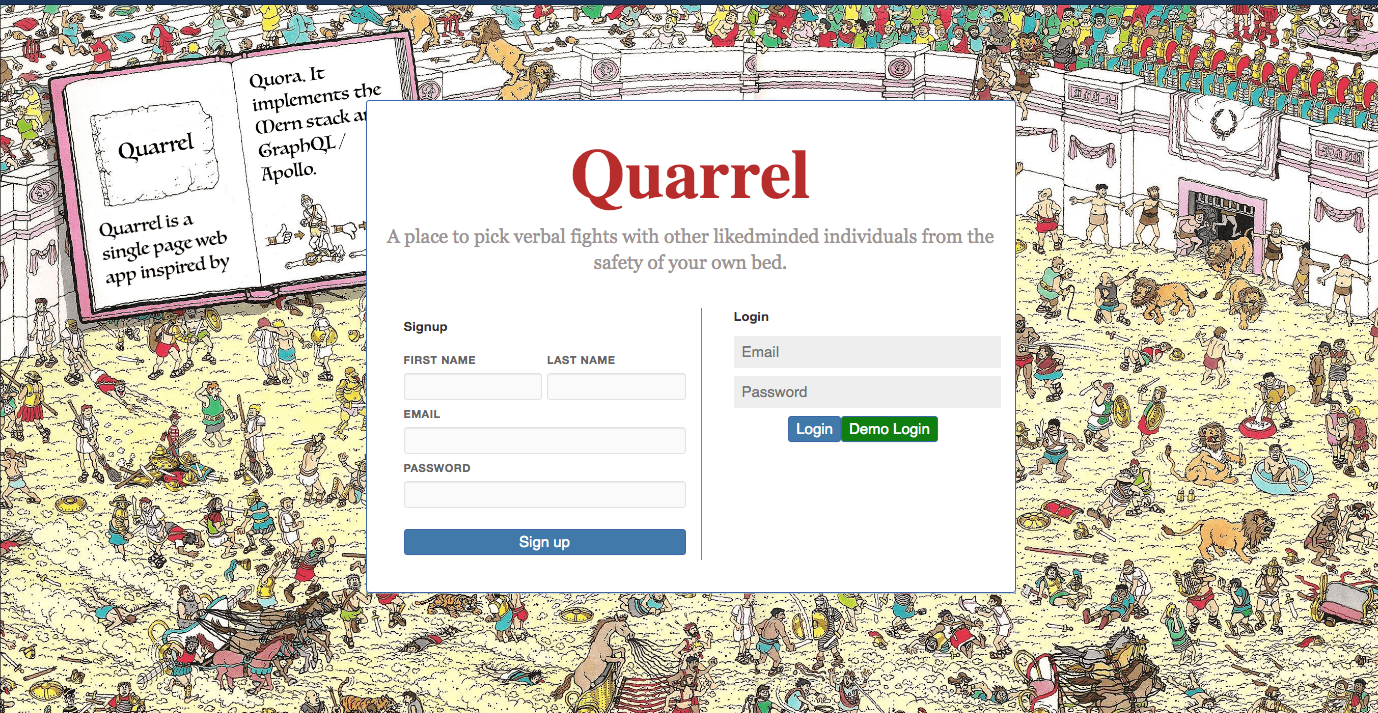 Quarrel
Quarrel is a
single page web
app inspired by
Quora. It
implements the
Mern stack
GraphQL /
Apollo.
Quarrel
A place to pick verbal fights with other likedminded individuals from the
safety of your own bed.
Signup
FIRST NAME LAST NAME
EMAIL
PASSWORD
Sign up
Login
Email
Password
Login Demo Login